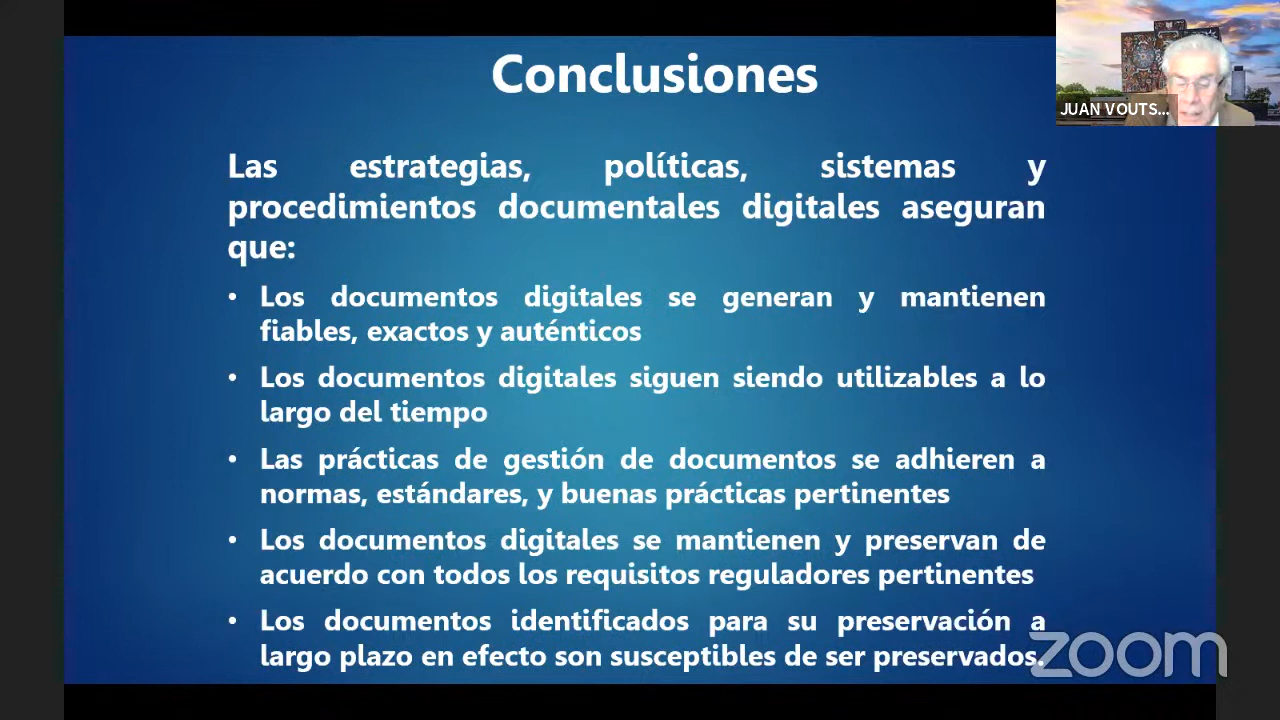 Conclusiones
JUAN VOUTS...
Las estrategias, políticas, sistemas y
procedimientos documentales digitales aseguran
que:
• Los documentos digitales se generan y mantienen
fiables, exactos y auténticos
• Los documentos digitales siguen siendo utilizables a lo
largo del tiempo
• Las prácticas de gestión de documentos se adhieren a
normas, estándares, y buenas prácticas pertinentes
• Los documentos digitales se mantienen y preservan de
acuerdo con todos los requisitos reguladores pertinentes
• Los documentos identificados para su preservación a
largo plazo en efecto son susceptibles de ser preservados.
zoom